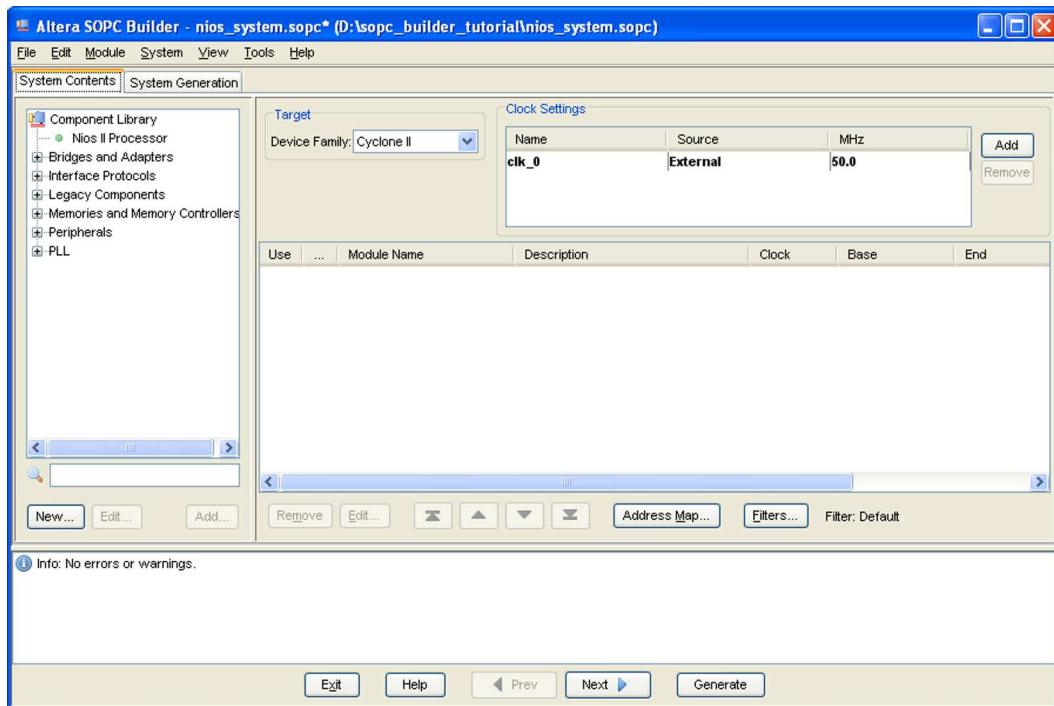 Altera SOPC Builder - nios_system.sopc* (D:\sopc_builder_tutorial\nios_system.sopc)
File Edit Module System View Tools Help
System Contents System Generation
Component Library
Nios II Processor
Bridges and Adapters
Interface Protocols
Legacy Components
Memories and Memory Controllers
Peripherals
PLL
New... Edit... Add...
Target
Device Family: Cyclone II
Clock Settings
Name Source MHz
clk_0 External 50.0
Add
Remove
Use ... Module Name Description Clock Base End
Remove Edit... Address Map... Filters... Filter: Default
Info: No errors or warnings.
Exit Help Prev Next Generate